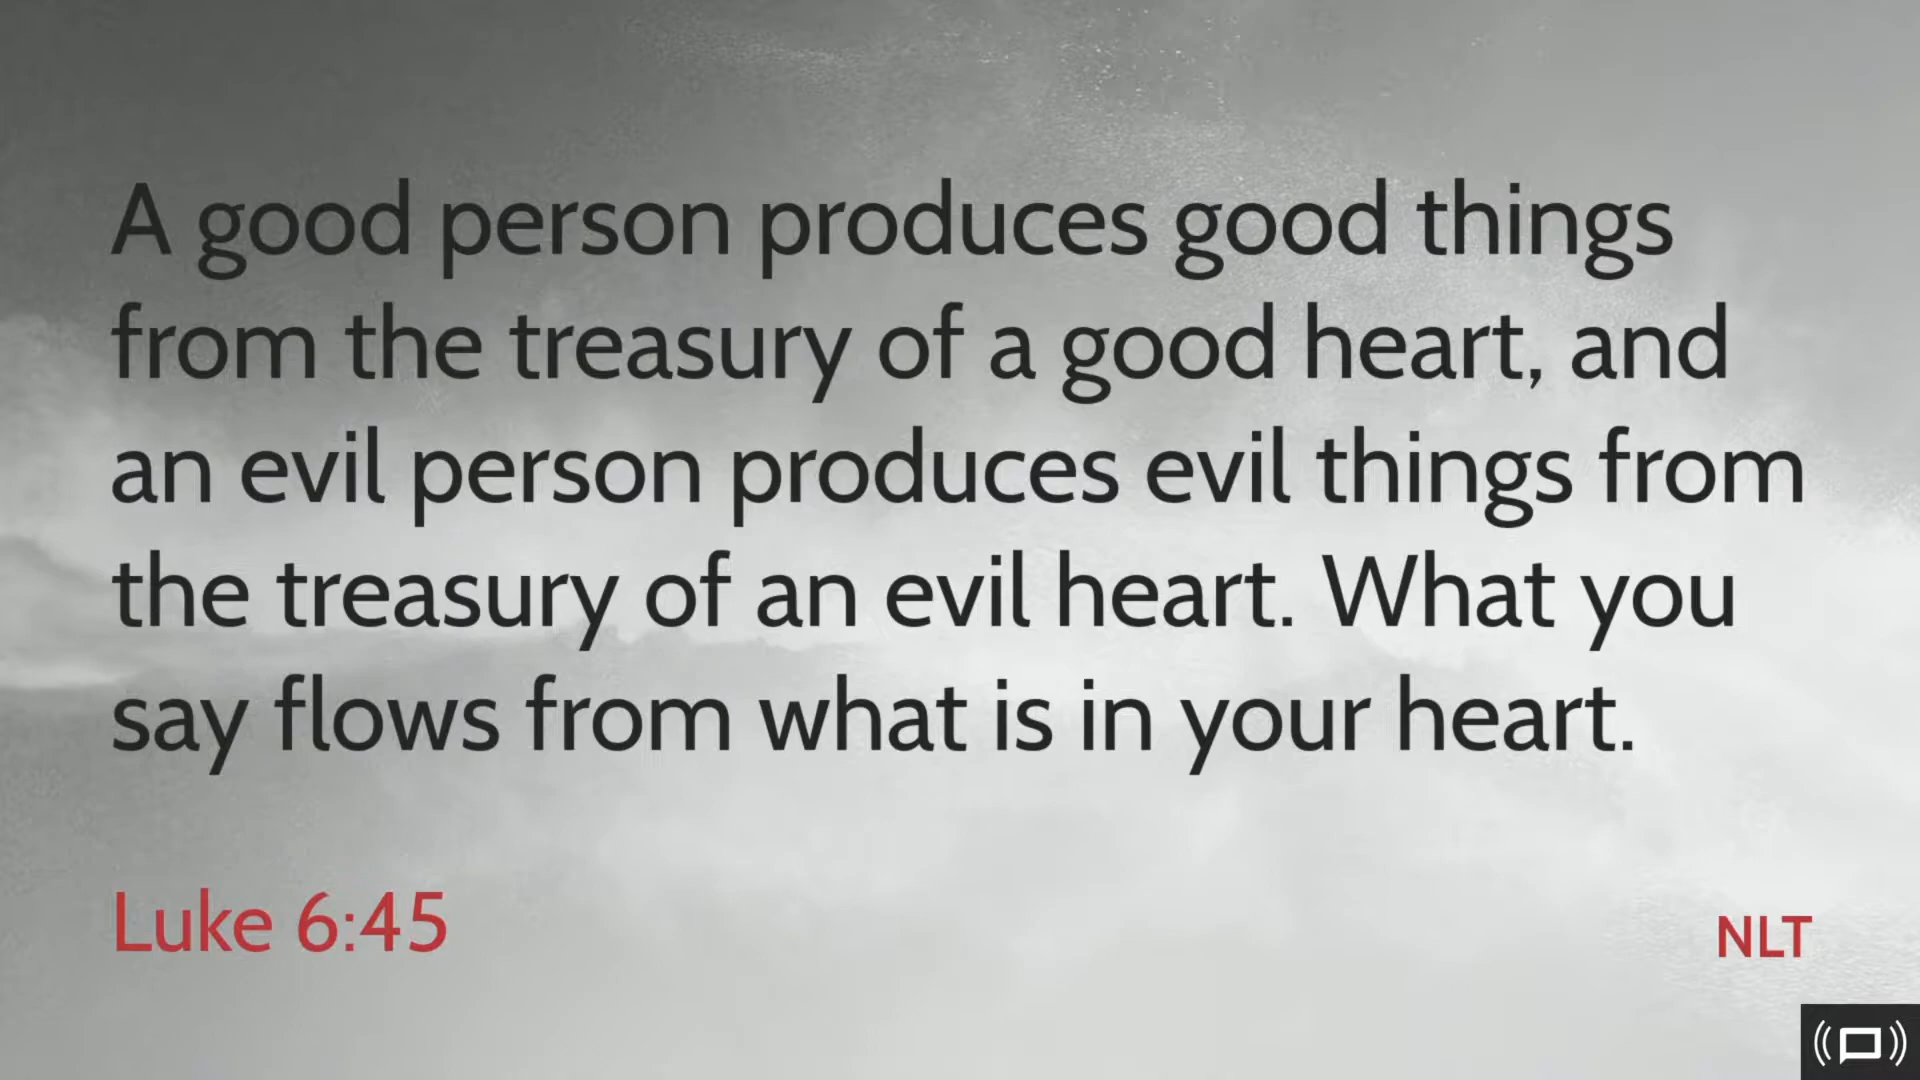 A good person produces good things
from the treasury of a good heart, and
an evil person produces evil things from
the treasury of an evil heart. What you
say flows from what is in your heart.
Luke 6:45
NLT